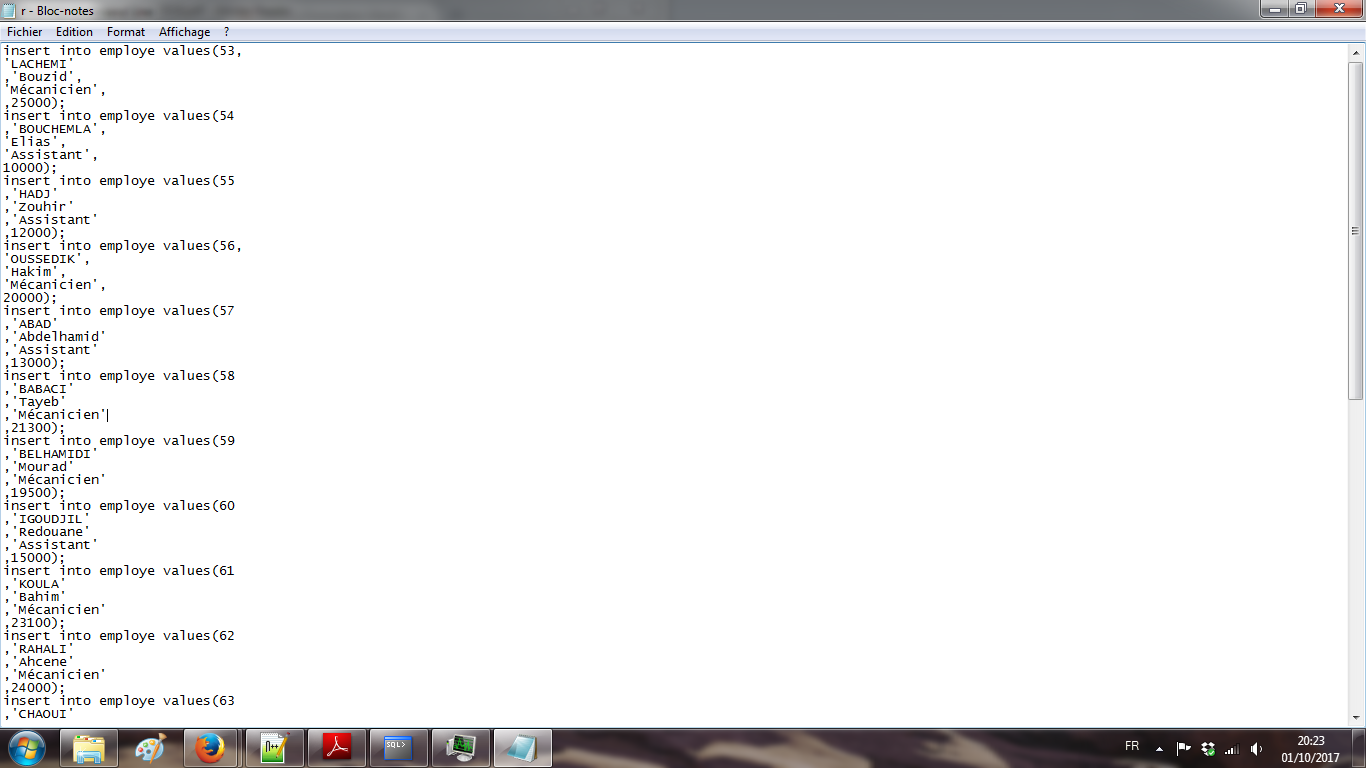 r - Bloc-notes
Fichier Edition Format Affichage ?
insert into employe values(53,
'LACHEMI'
,'Bouzid',
'Mécanicien',
,25000);
insert into employe values(54
,'BOUCHEMLA',
'Elias',
'Assistant',
10000);
insert into employe values(55
,'HADJ'
,'Zouhir'
,'Assistant'
,12000);
insert into employe values(56,
'OUSSEDIK',
'Hakim',
'Mécanicien',
20000);
insert into employe values(57
,'ABAD'
,'Abdelhamid'
,'Assistant'
,13000);
insert into employe values(58
,'BABACI'
,'Tayeb'
,'Mécanicien'
,21300);
insert into employe values(59
,'BELHAMIDI'
,'Mourad'
,'Mécanicien'
,19500);
insert into employe values(60
,'IGOUDJIL'
,'Redouane'
,'Assistant'
,15000);
insert into employe values(61
,'KOULA'
,'Bahim'
,'Mécanicien'
,23100);
insert into employe values(62
,'RAHALI'
,'Ahcene'
,'Mécanicien'
,24000);
insert into employe values(63
,'CHAOUI'
SQL>
FR
20:23
01/10/2017